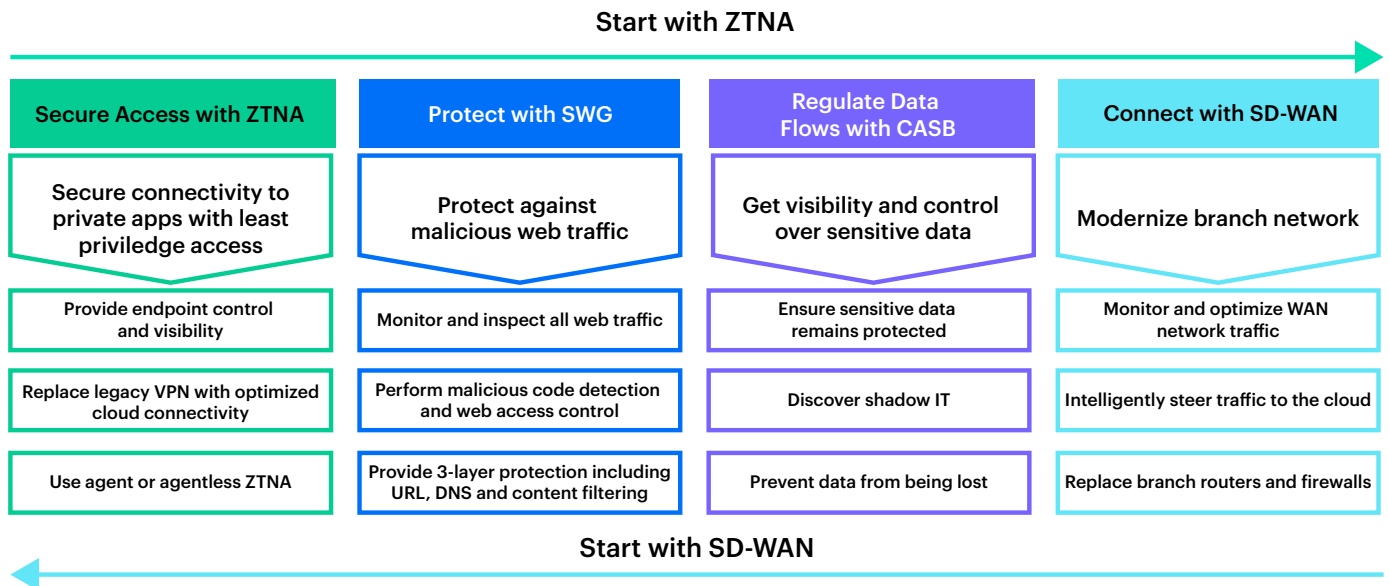 Start with ZTNA
Secure Access with ZTNA
Protect with SWG
Regulate Data
Flows with CASB
Connect with SD-WAN
Secure connectivity to
private apps with least
priviledge access
Protect against
malicious web traffic
Get visibility and control
over sensitive data
Modernize branch network
Provide endpoint control
and visibility
Monitor and inspect all web traffic
Ensure sensitive data
remains protected
Monitor and optimize WAN
network traffic
Replace legacy VPN with optimized
cloud connectivity
Perform malicious code detection
and web access control
Discover shadow IT
Intelligently steer traffic to the cloud
Use agent or agentless ZTNA
Provide 3-layer protection including
URL, DNS and content filtering
Prevent data from being lost
Replace branch routers and firewalls
Start with SD-WAN